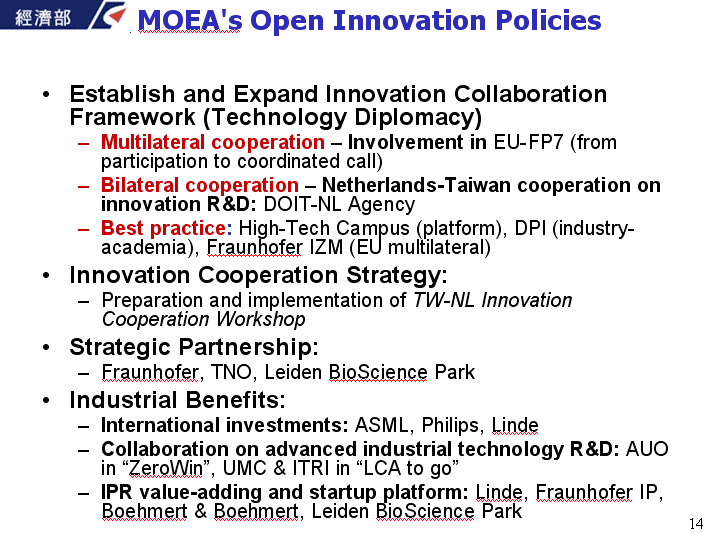 經濟部
MOEA's Open Innovation Policies
• Establish and Expand Innovation Collaboration
Framework (Technology Diplomacy)
– Multilateral cooperation – Involvement in EU-FP7 (from
participation to coordinated call)
– Bilateral cooperation – Netherlands-Taiwan cooperation on
innovation R&D: DOIT-NL Agency
– Best practice: High-Tech Campus (platform), DPI (industry-
academia), Fraunhofer IZM (EU multilateral)
• Innovation Cooperation Strategy:
– Preparation and implementation of TW-NL Innovation
Cooperation Workshop
• Strategic Partnership:
– Fraunhofer, TNO, Leiden BioScience Park
• Industrial Benefits:
– International investments: ASML, Philips, Linde
– Collaboration on advanced industrial technology R&D: AUO
in “ZeroWin”, UMC & ITRI in “LCA to go”
– IPR value-adding and startup platform: Linde, Fraunhofer IP,
Boehmert & Boehmert, Leiden BioScience Park
14